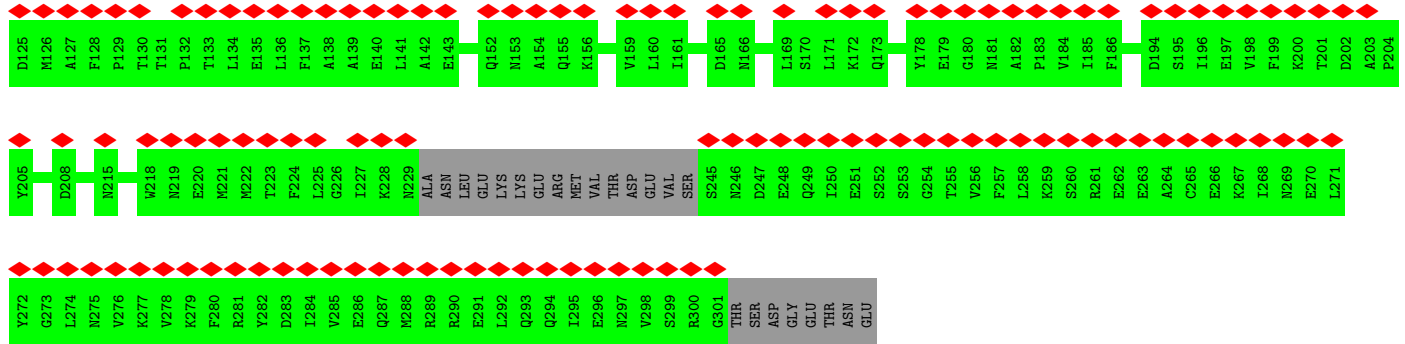 D125 M126 A127 F128 P129 T130 T131 P132 T133 L134 E135 L136 F137 A138 A139 E140 L141 A142 E143 Q152 N153 A154 Q155 K156 V159 L160 I161 D165 N166 L169 S170 L171 K172 Q173 Y178 E179 G180 N181 A182 P183 V184 I185 F186 D194 S195 I196 E197 V198 F199 K200 T201 D202 A203 P204
Y205 D208 N215 W218 N219 E220 M221 M222 T223 F224 L225 G226 I227 K228 N229 ALA ASN LEU GLU LYS LYS GLU ARG MET VAL THR ASP GLU VAL SER S245 N246 D247 E248 Q249 I250 E251 S252 S253 G254 T255 V256 F257 L258 K259 S260 R261 E262 E263 A264 C265 E266 K267 I268 N269 E270 L271
Y272 G273 L274 N275 V276 K277 V278 K279 F280 R281 Y282 D283 I284 V285 E286 Q287 M288 R289 R290 E291 L292 Q293 Q294 I295 E296 N297 V298 S299 R300 G301 THR SER ASP GLY GLU THR ASN GLU